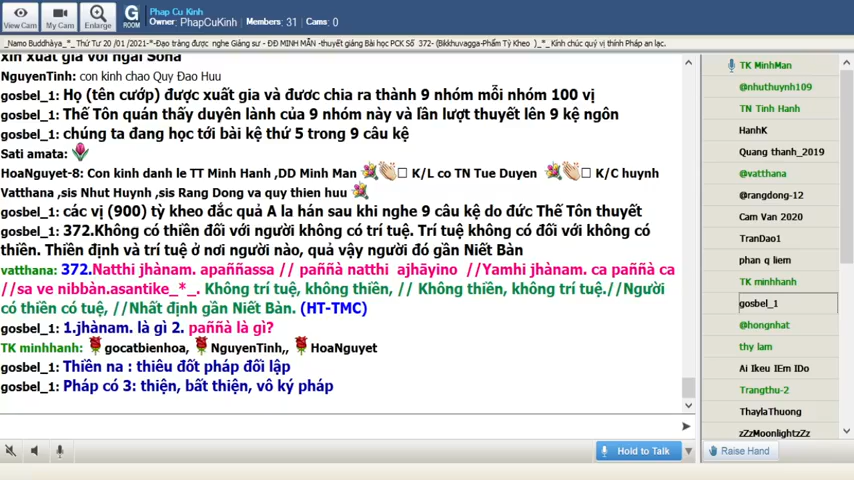 View Cam
My Cam
Enlarge
G
ROOM
Phap Cu Kinh
Owner: PhapCuKinh
Members: 31
Cams: 0
_Namo Buddhàya_*_ Thứ Tư 20 /01 /2021-*-Đạo tràng được nghe Giảng sư - ĐĐ MINH MẪN -thuyết giảng Bài học PCK Số 372- (Bikkhuvagga-Phẩm Tỳ Kheo )_*_ Kính chúc quý vị thính Pháp an lạc.
xin xuất gia với ngài Sona
NguyenTinh: con kinh chao Quy Đao Huu
gosbel_1: Họ (tên cướp) được xuất gia và đươc chia ra thành 9 nhóm mỗi nhóm 100 vị
gosbel_1: Thế Tôn quán thấy duyên lành của 9 nhóm này và lần lượt thuyết lên 9 kệ ngôn
gosbel_1: chúng ta đang học tới bài kệ thứ 5 trong 9 câu kệ
Sati amata:
HoaNguyet-8: Con kinh danh le TT Minh Hanh ,DD Minh Man K/L co TN Tue Duyen K/C huynh
Vatthana ,sis Nhut Huynh ,sis Rang Dong va quy thien huu
gosbel_1: các vị (900) tỳ kheo đắc quả A la hán sau khi nghe 9 câu kệ do đức Thế Tôn thuyết
gosbel_1: 372.Không có thiền đối với người không có trí tuệ. Trí tuệ không có đối với không có
thiền. Thiền định và trí tuệ ở nơi người nào, quả vậy người đó gần Niết Bàn
vatthana: 372.Natthi jhànam. apaññassa // paññà natthi ajhāyino //Yamhi jhànam. ca paññà ca
//sa ve nibbàn.asantike_*_. Không trí tuệ, không thiền, // Không thiền, không trí tuệ.//Người
có thiền có tuệ, //Nhất định gần Niết Bàn. (HT-TMC)
gosbel_1: 1.jhànam. là gì 2. paññà là gì?
TK minhhanh: gocatbienhoa, NguyenTinh,, HoaNguyet
gosbel_1: Thiền na : thiêu đốt pháp đối lập
gosbel_1: Pháp có 3: thiện, bất thiện, vô ký pháp
Hold to Talk
Raise Hand
TK MinhMan
@nhuthuynh109
TN Tinh Hanh
HanhK
Quang thanh_2019
@vatthana
@rangdong-12
Cam Van 2020
TranDao1
phan q liem
TK minhhanh
gosbel_1
@hongnhat
thy lam
Ai lkeu IEm IDo
Trangthu-2
ThaylaThuong
zZzMoonlightzZz